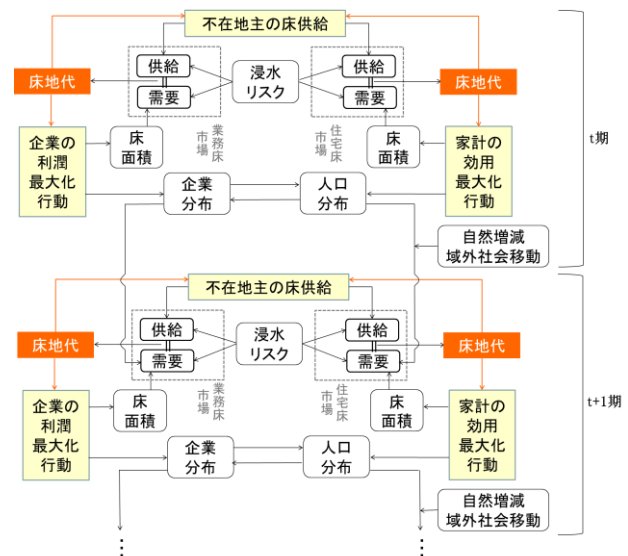 不在地主の床供給
床地代
供給
需要
浸水
リスク
供給
需要
床地代
企業の
利潤
最大化
行動
床
面積
業務床
市場
住宅床
市場
床
面積
家計の
効用
最大化
行動
t期
企業
分布
人口
分布
自然増減
域外社会移動
不在地主の床供給
床地代
供給
需要
浸水
リスク
供給
需要
床地代
企業の
利潤
最大化
行動
床
面積
業務床
市場
住宅床
市場
床
面積
家計の
効用
最大化
行動
t+1期
企業
分布
人口
分布
自然増減
域外社会移動
⋮
⋮